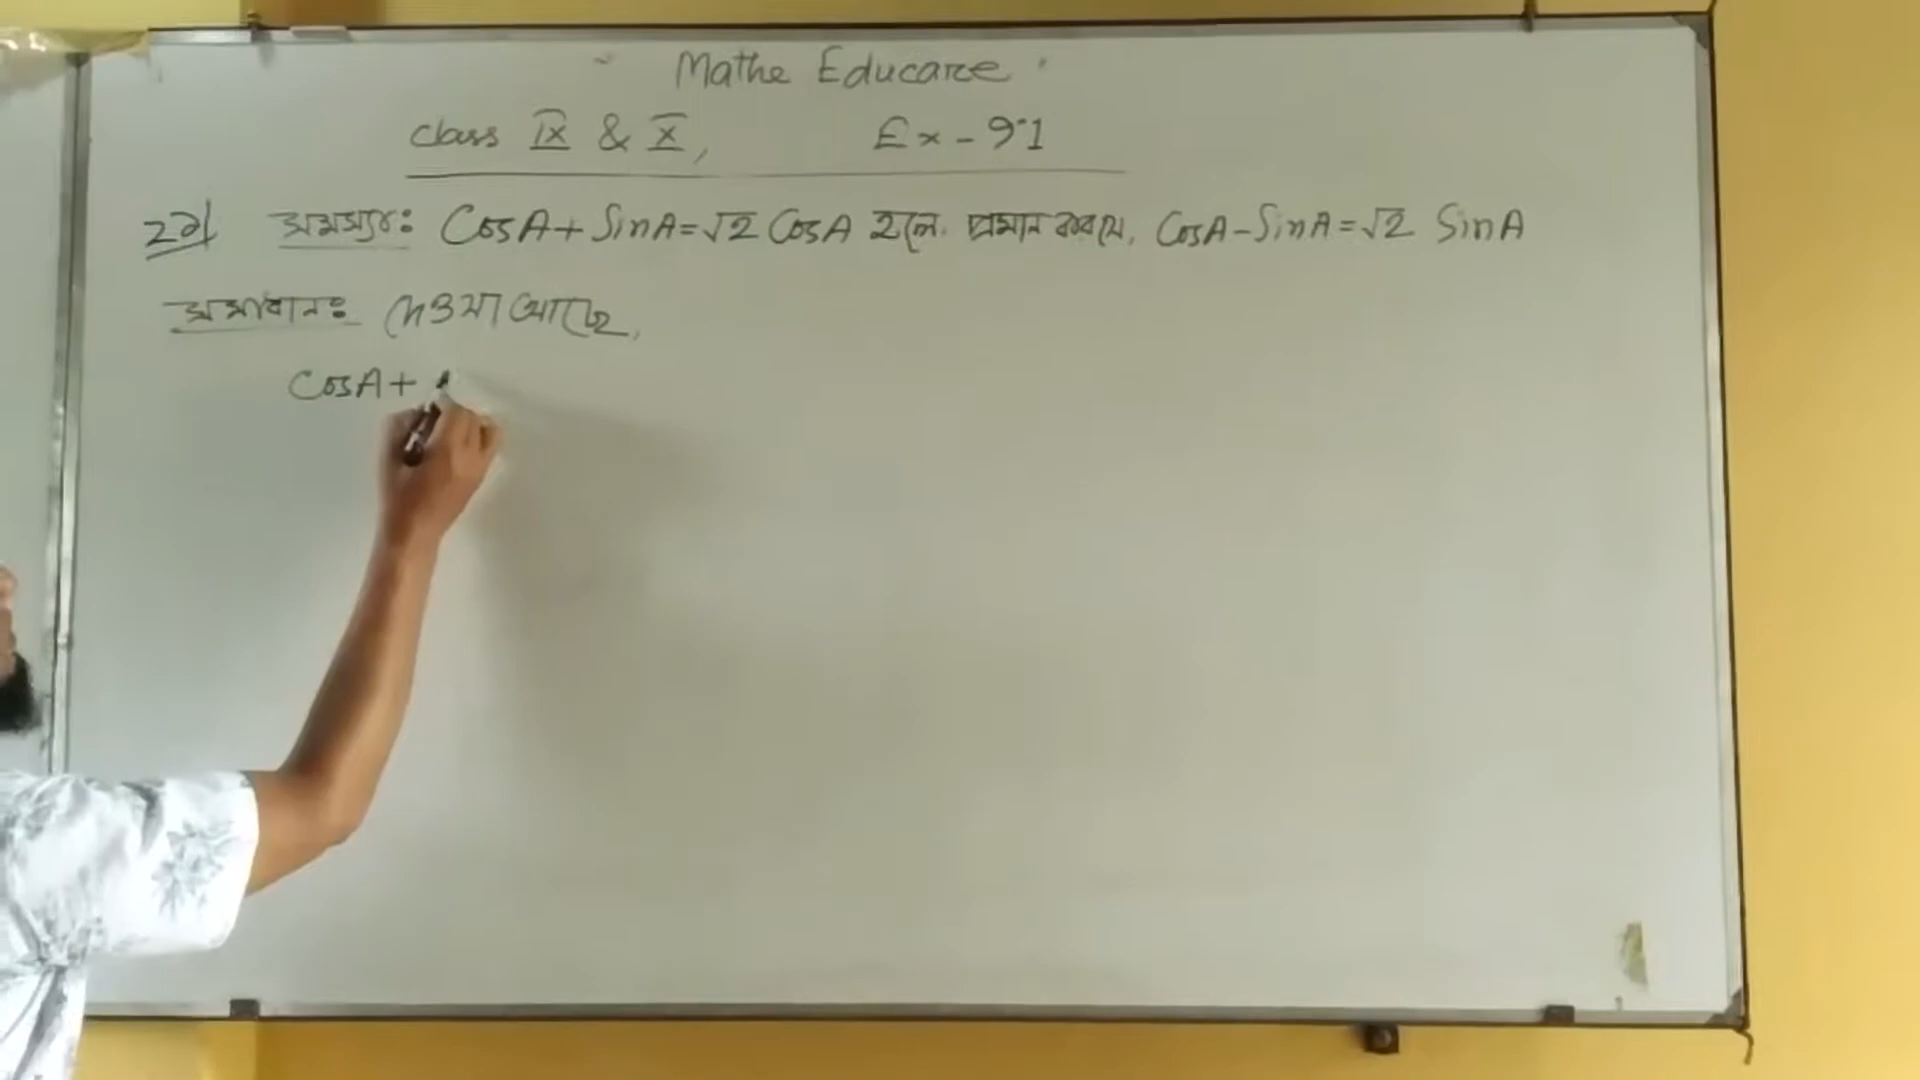 Mathe Educare
class IX & X, Ex-9.1
২১। সমস্যা: CosA + SinA = √2 CosA হলে, প্রমান কর যে, CosA - SinA = √2 SinA
সমাধান: দেওয়া আছে,
CosA +